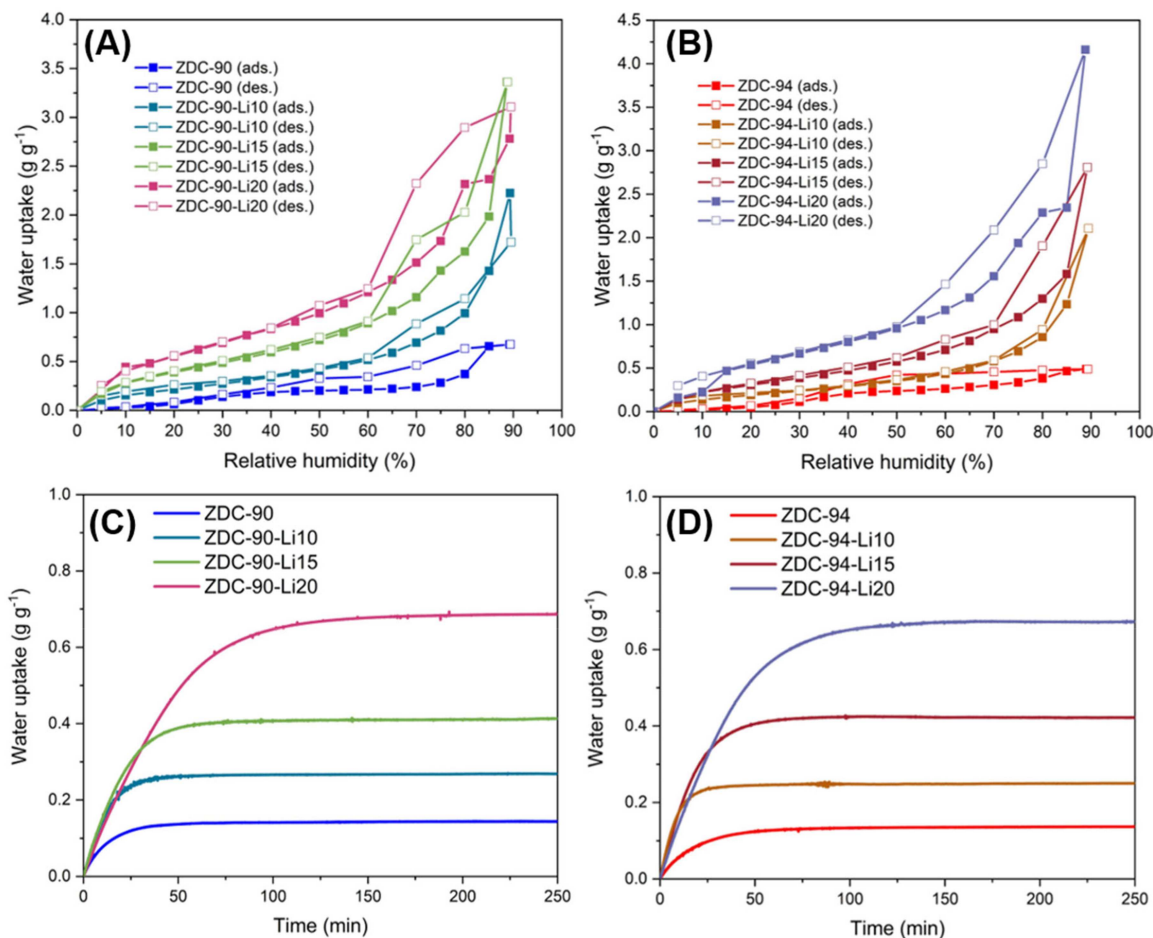 (A)
4.0
3.5
3.0
2.5
2.0
1.5
1.0
0.5
0.0
Water uptake (g g⁻¹)
ZDC-90 (ads.)
ZDC-90 (des.)
ZDC-90-Li10 (ads.)
ZDC-90-Li10 (des.)
ZDC-90-Li15 (ads.)
ZDC-90-Li15 (des.)
ZDC-90-Li20 (ads.)
ZDC-90-Li20 (des.)
0 10 20 30 40 50 60 70 80 90 100
Relative humidity (%)
(B)
4.5
4.0
3.5
3.0
2.5
2.0
1.5
1.0
0.5
0.0
Water uptake (g g⁻¹)
ZDC-94 (ads.)
ZDC-94 (des.)
ZDC-94-Li10 (ads.)
ZDC-94-Li10 (des.)
ZDC-94-Li15 (ads.)
ZDC-94-Li15 (des.)
ZDC-94-Li20 (ads.)
ZDC-94-Li20 (des.)
0 10 20 30 40 50 60 70 80 90 100
Relative humidity (%)
(C)
1.0
0.8
0.6
0.4
0.2
0.0
Water uptake (g g⁻¹)
ZDC-90
ZDC-90-Li10
ZDC-90-Li15
ZDC-90-Li20
0 50 100 150 200 250
Time (min)
(D)
1.0
0.8
0.6
0.4
0.2
0.0
Water uptake (g g⁻¹)
ZDC-94
ZDC-94-Li10
ZDC-94-Li15
ZDC-94-Li20
0 50 100 150 200 250
Time (min)